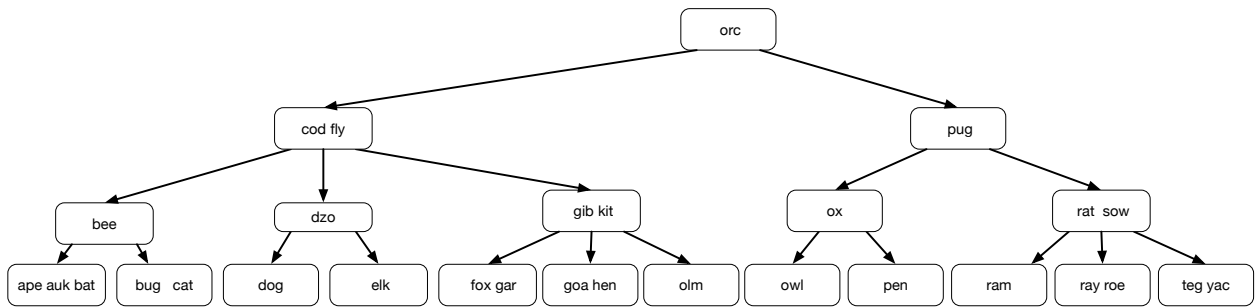 orc
cod fly
pug
bee
dzo
gib kit
ox
rat sow
ape auk bat
bug cat
dog
elk
fox gar
goa hen
olm
owl
pen
ram
ray roe
teg yac